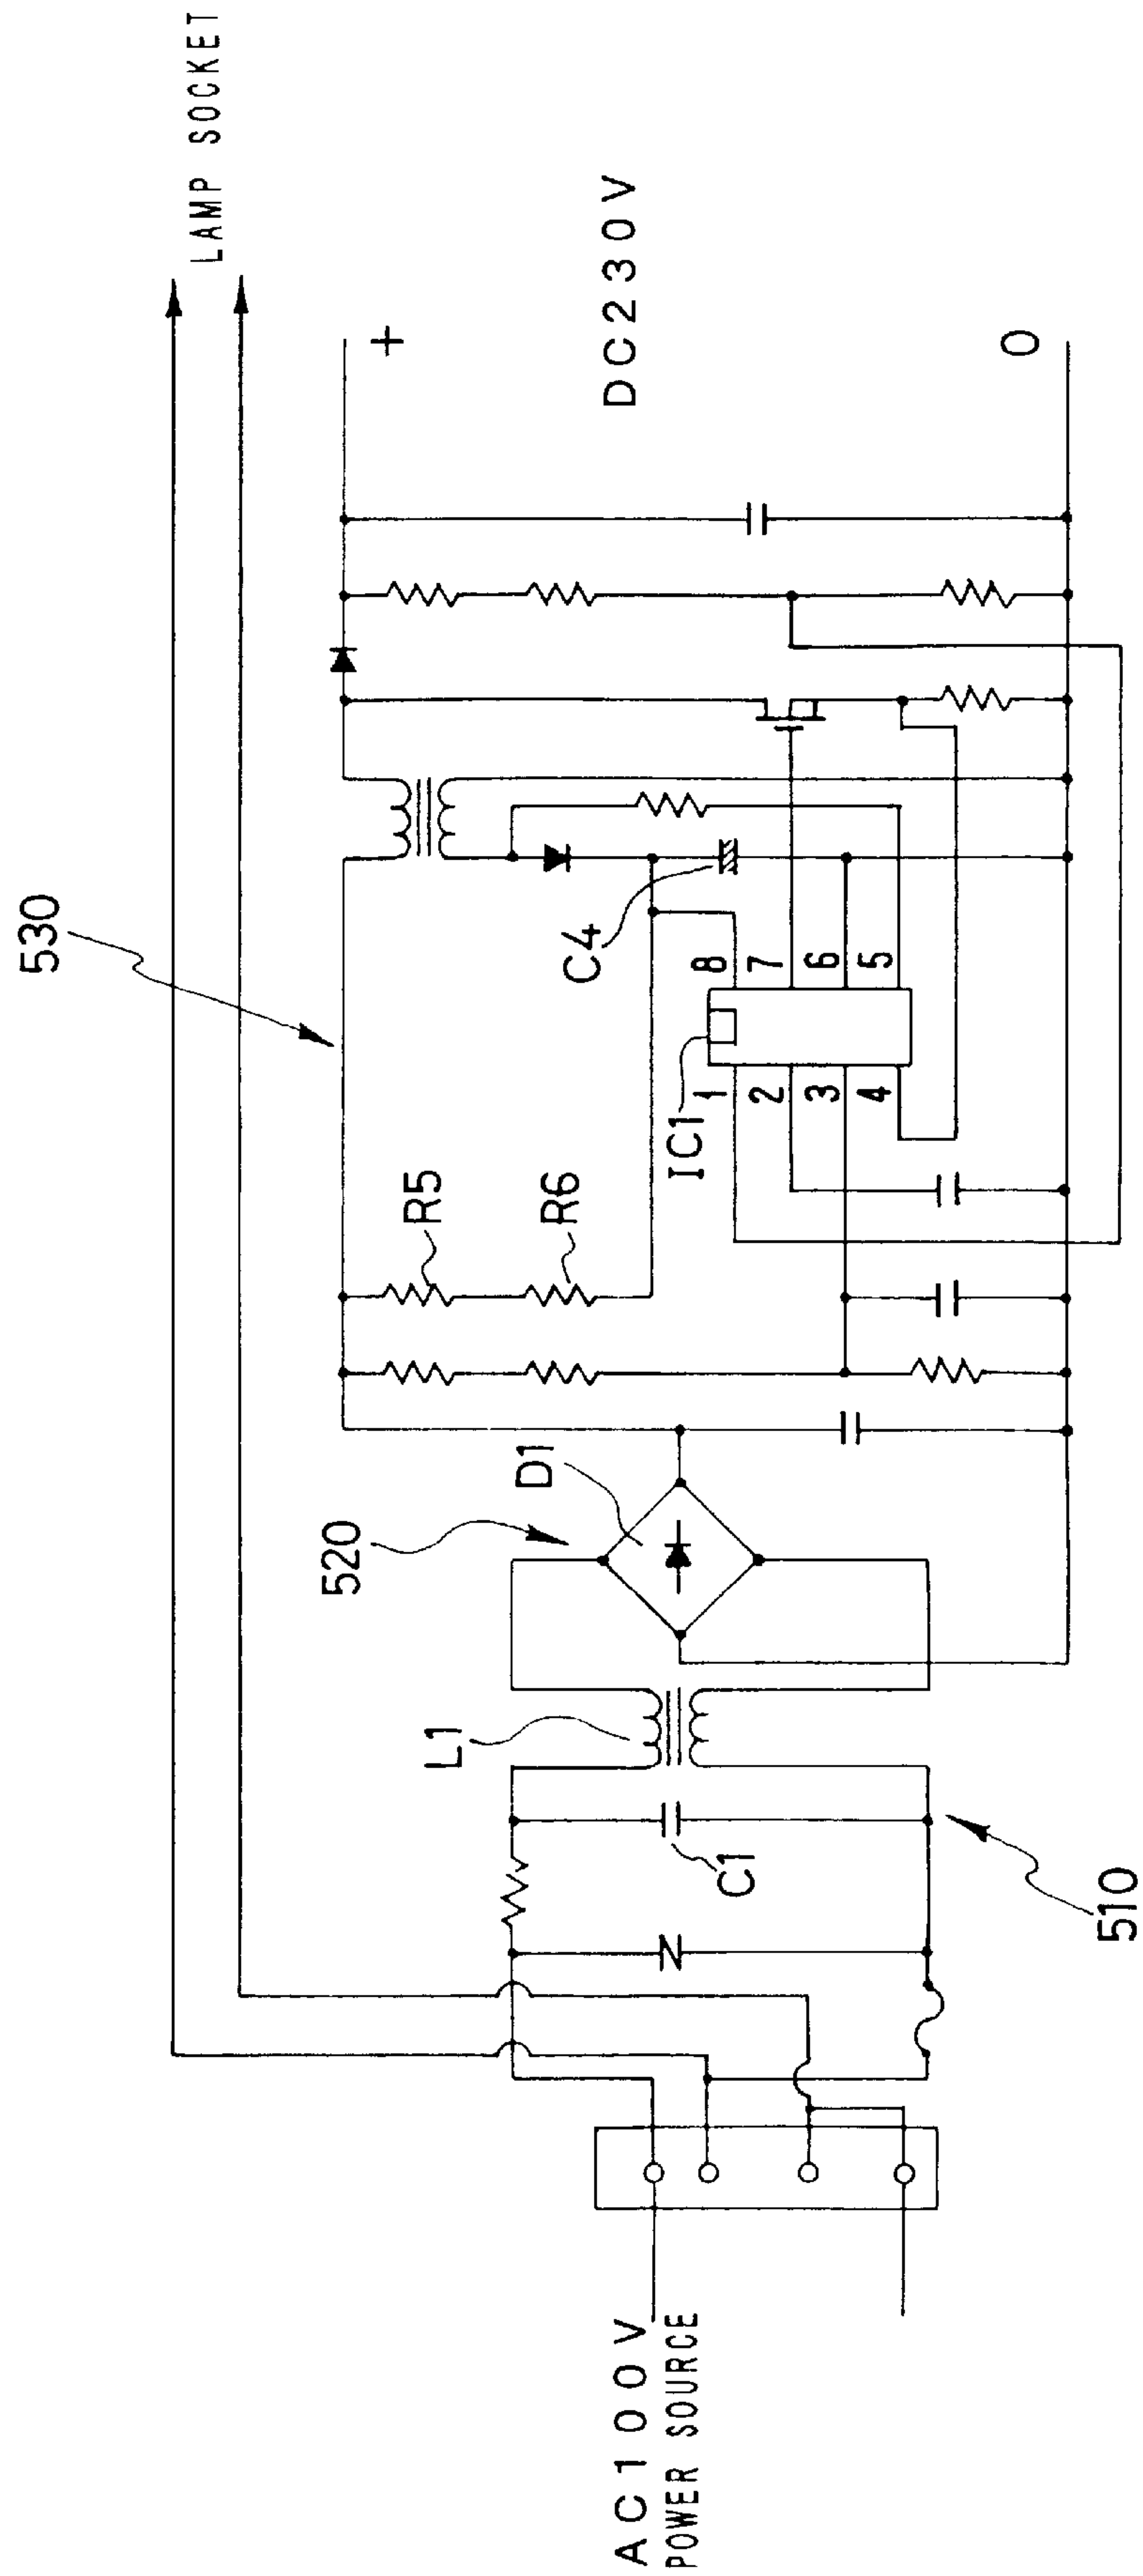 LAMP SOCKET
530
+
DC230V
0
R5
R6
C4
IC1
1
2
3
4
8
7
6
5
520
D1
L1
C1
510
AC100V
POWER SOURCE